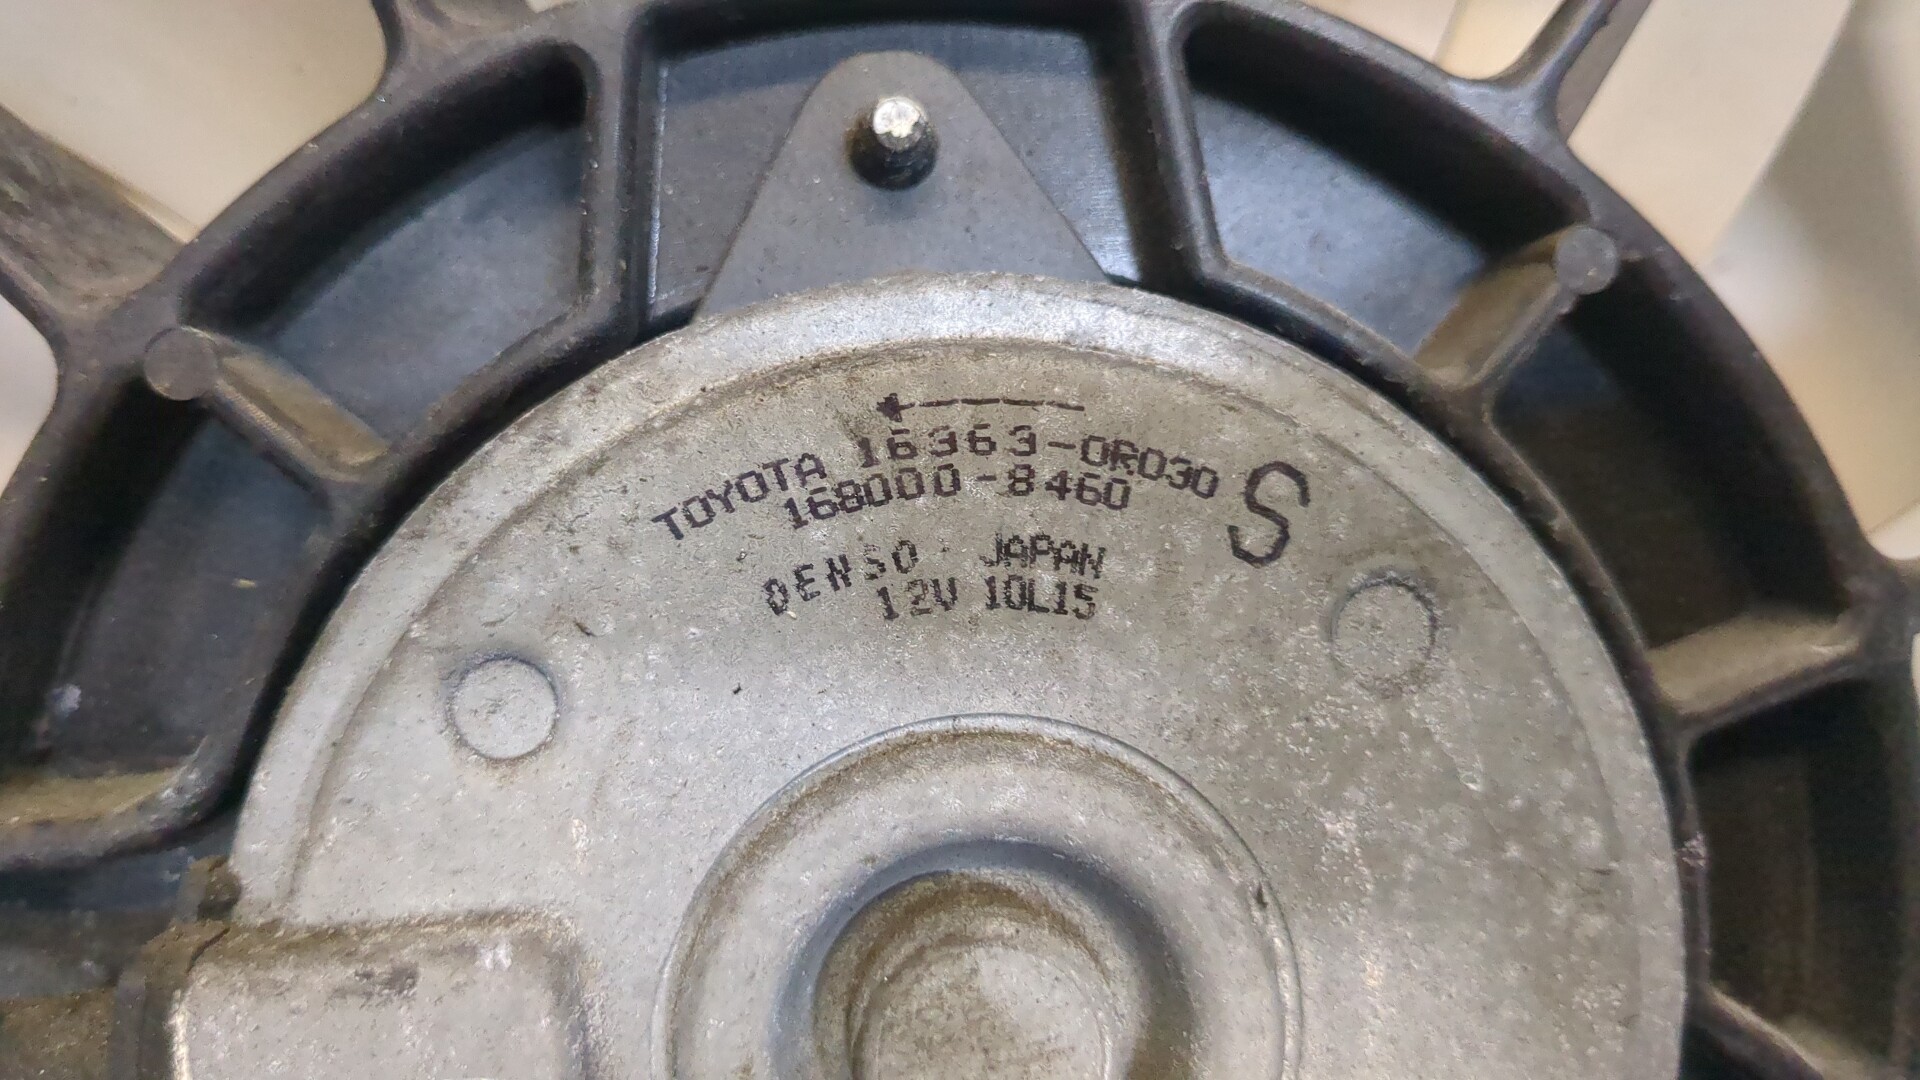 TOYOTA 16363-0R030 S
168000-8460
DENSO JAPAN
12V 10L15